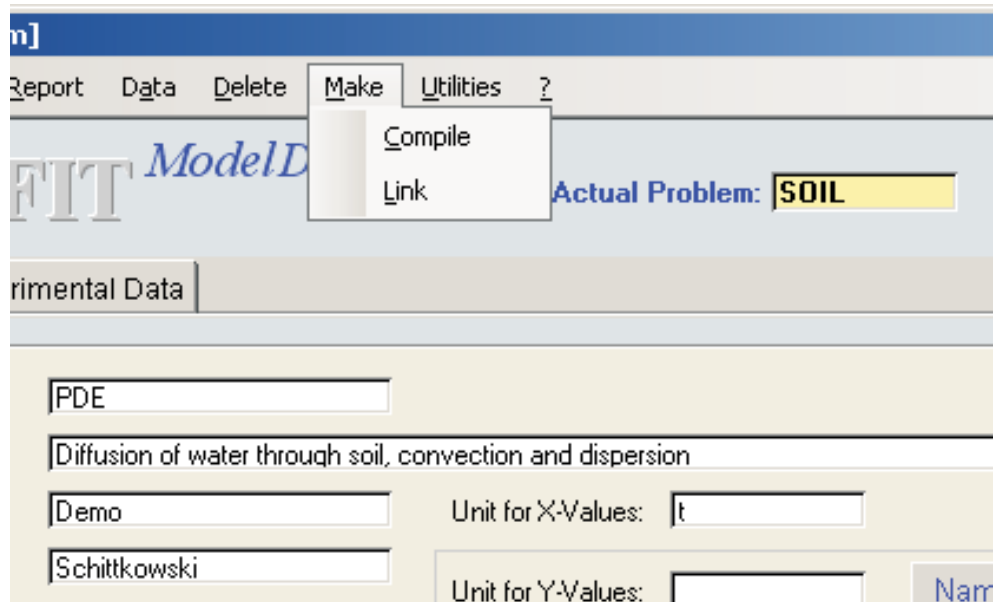 m]
Report Data Delete Make Utilities ?
Compile
Link
FIT ModelD
Actual Problem: SOIL
rimental Data
PDE
Diffusion of water through soil, convection and dispersion
Demo
Unit for X-Values: t
Schittkowski
Unit for Y-Values:
Nam